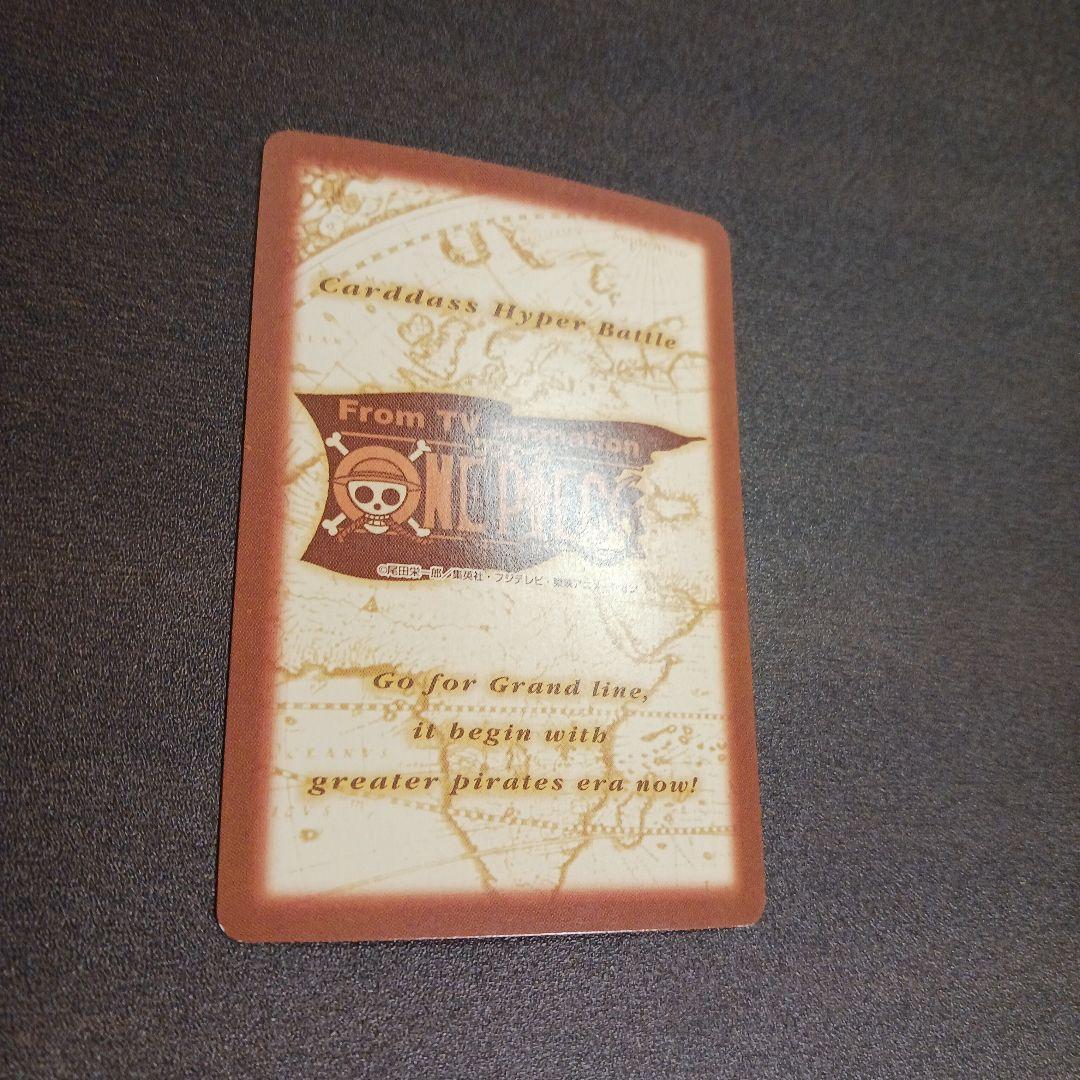 Carddass Hyper Battle
From TV animation
ONE PIECE
©尾田栄一郎／集英社・フジテレビ・東映アニメーション
Go for Grand line,
it begin with
greater pirates era now!